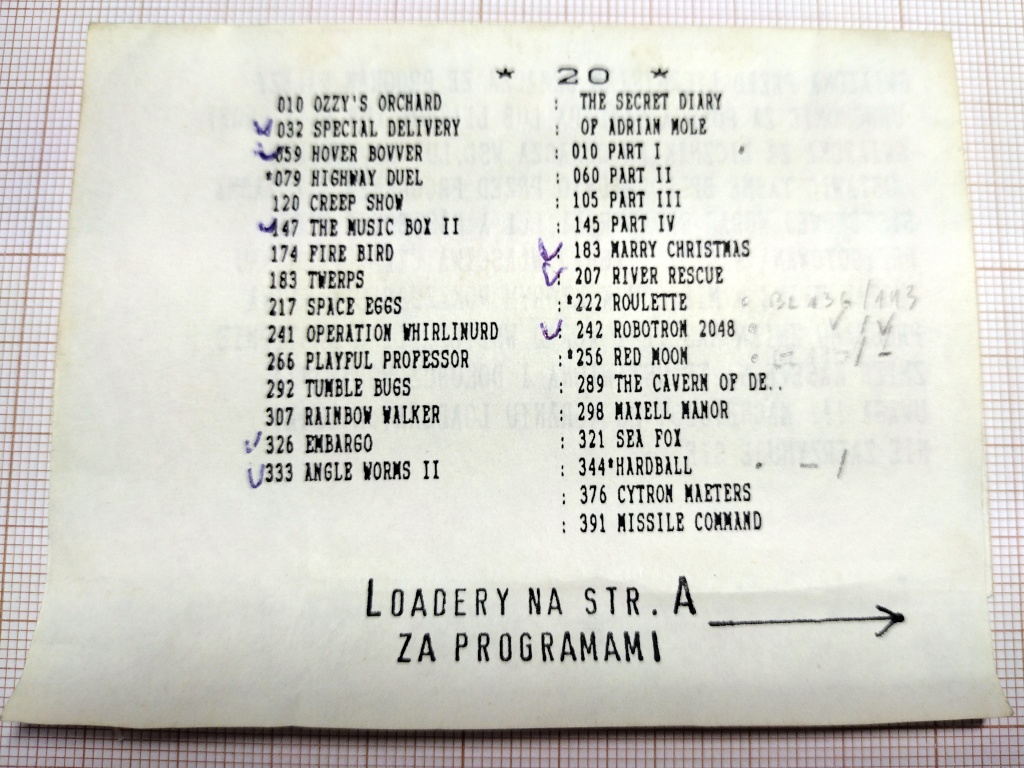 * 20 *
010 OZZY'S ORCHARD
032 SPECIAL DELIVERY
059 HOVER BOVVER
*079 HIGHWAY DUEL
120 CREEP SHOW
147 THE MUSIC BOX II
174 FIRE BIRD
183 TWERPS
217 SPACE EGGS
241 OPERATION WHIRLINURD
266 PLAYFUL PROFESSOR
292 TUMBLE BUGS
307 RAINBOW WALKER
326 EMBARGO
333 ANGLE WORMS II
: THE SECRET DIARY
: OF ADRIAN MOLE
: 010 PART I
: 060 PART II
: 105 PART III
: 145 PART IV
: 183 MARRY CHRISTMAS
: 207 RIVER RESCUE
:*222 ROULETTE
: 242 ROBOTROM 2048
:*256 RED MOON
: 289 THE CAVERM OF DE..
: 298 MAXELL MANOR
: 321 SEA FOX
: 344*HARDBALL
: 376 CYTRON MAETERS
: 391 MISSILE COMMAND
LOADERY NA STR. A
ZA PROGRAMAMI